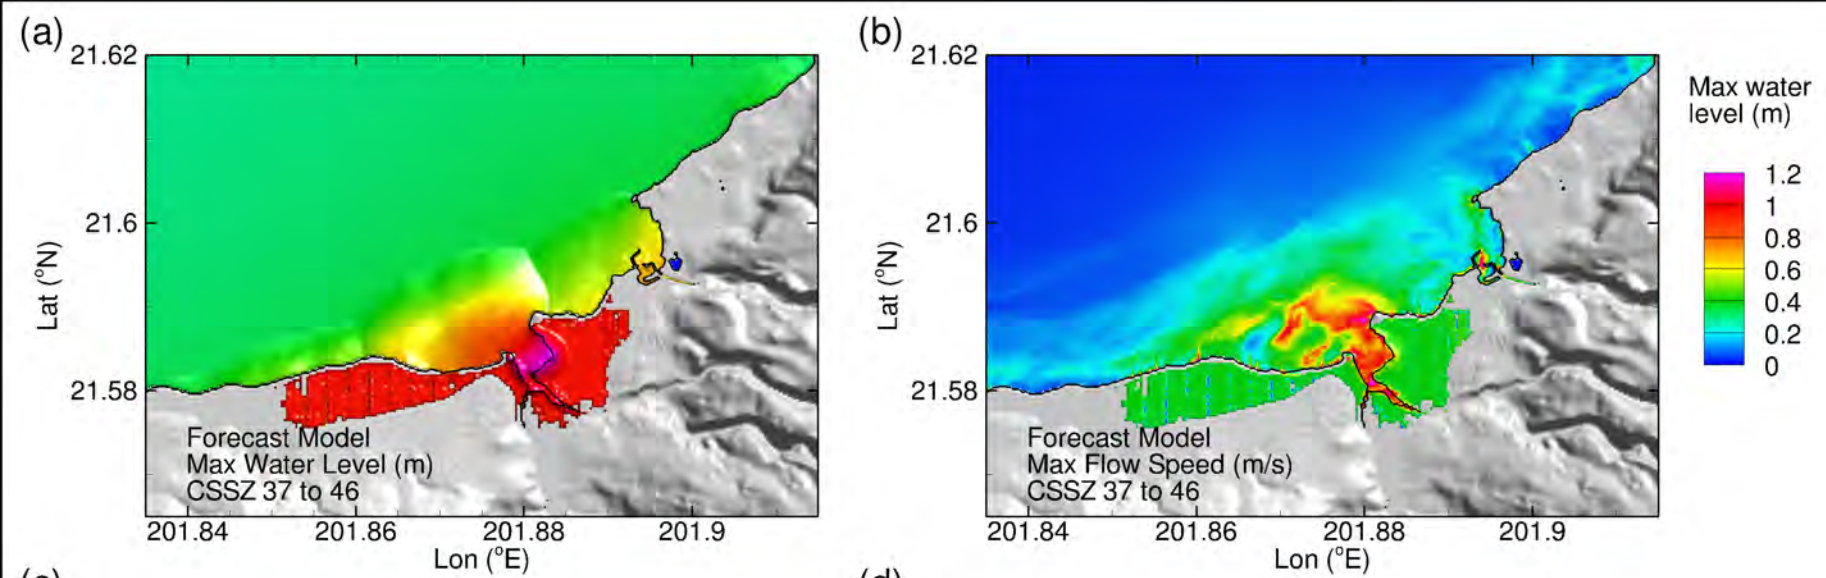 (a)
21.62
21.6
21.58
Lat (°N)
Forecast Model
Max Water Level (m)
CSSZ 37 to 46
201.84 201.86 201.88 201.9
Lon (°E)
(b)
21.62
21.6
21.58
Lat (°N)
Forecast Model
Max Flow Speed (m/s)
CSSZ 37 to 46
201.84 201.86 201.88 201.9
Lon (°E)
Max water
level (m)
1.2
1
0.8
0.6
0.4
0.2
0